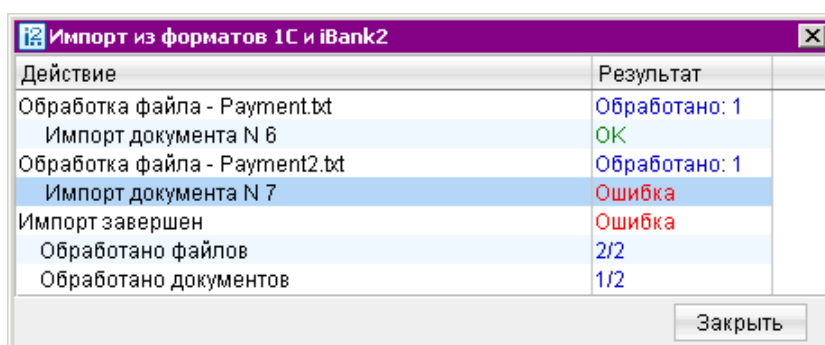 i2 Импорт из форматов 1С и iBank2
Действие Результат
Обработка файла - Payment.txt Обработано: 1
Импорт документа N 6 OK
Обработка файла - Payment2.txt Обработано: 1
Импорт документа N 7 Ошибка
Импорт завершен Ошибка
Обработано файлов 2/2
Обработано документов 1/2
Закрыть